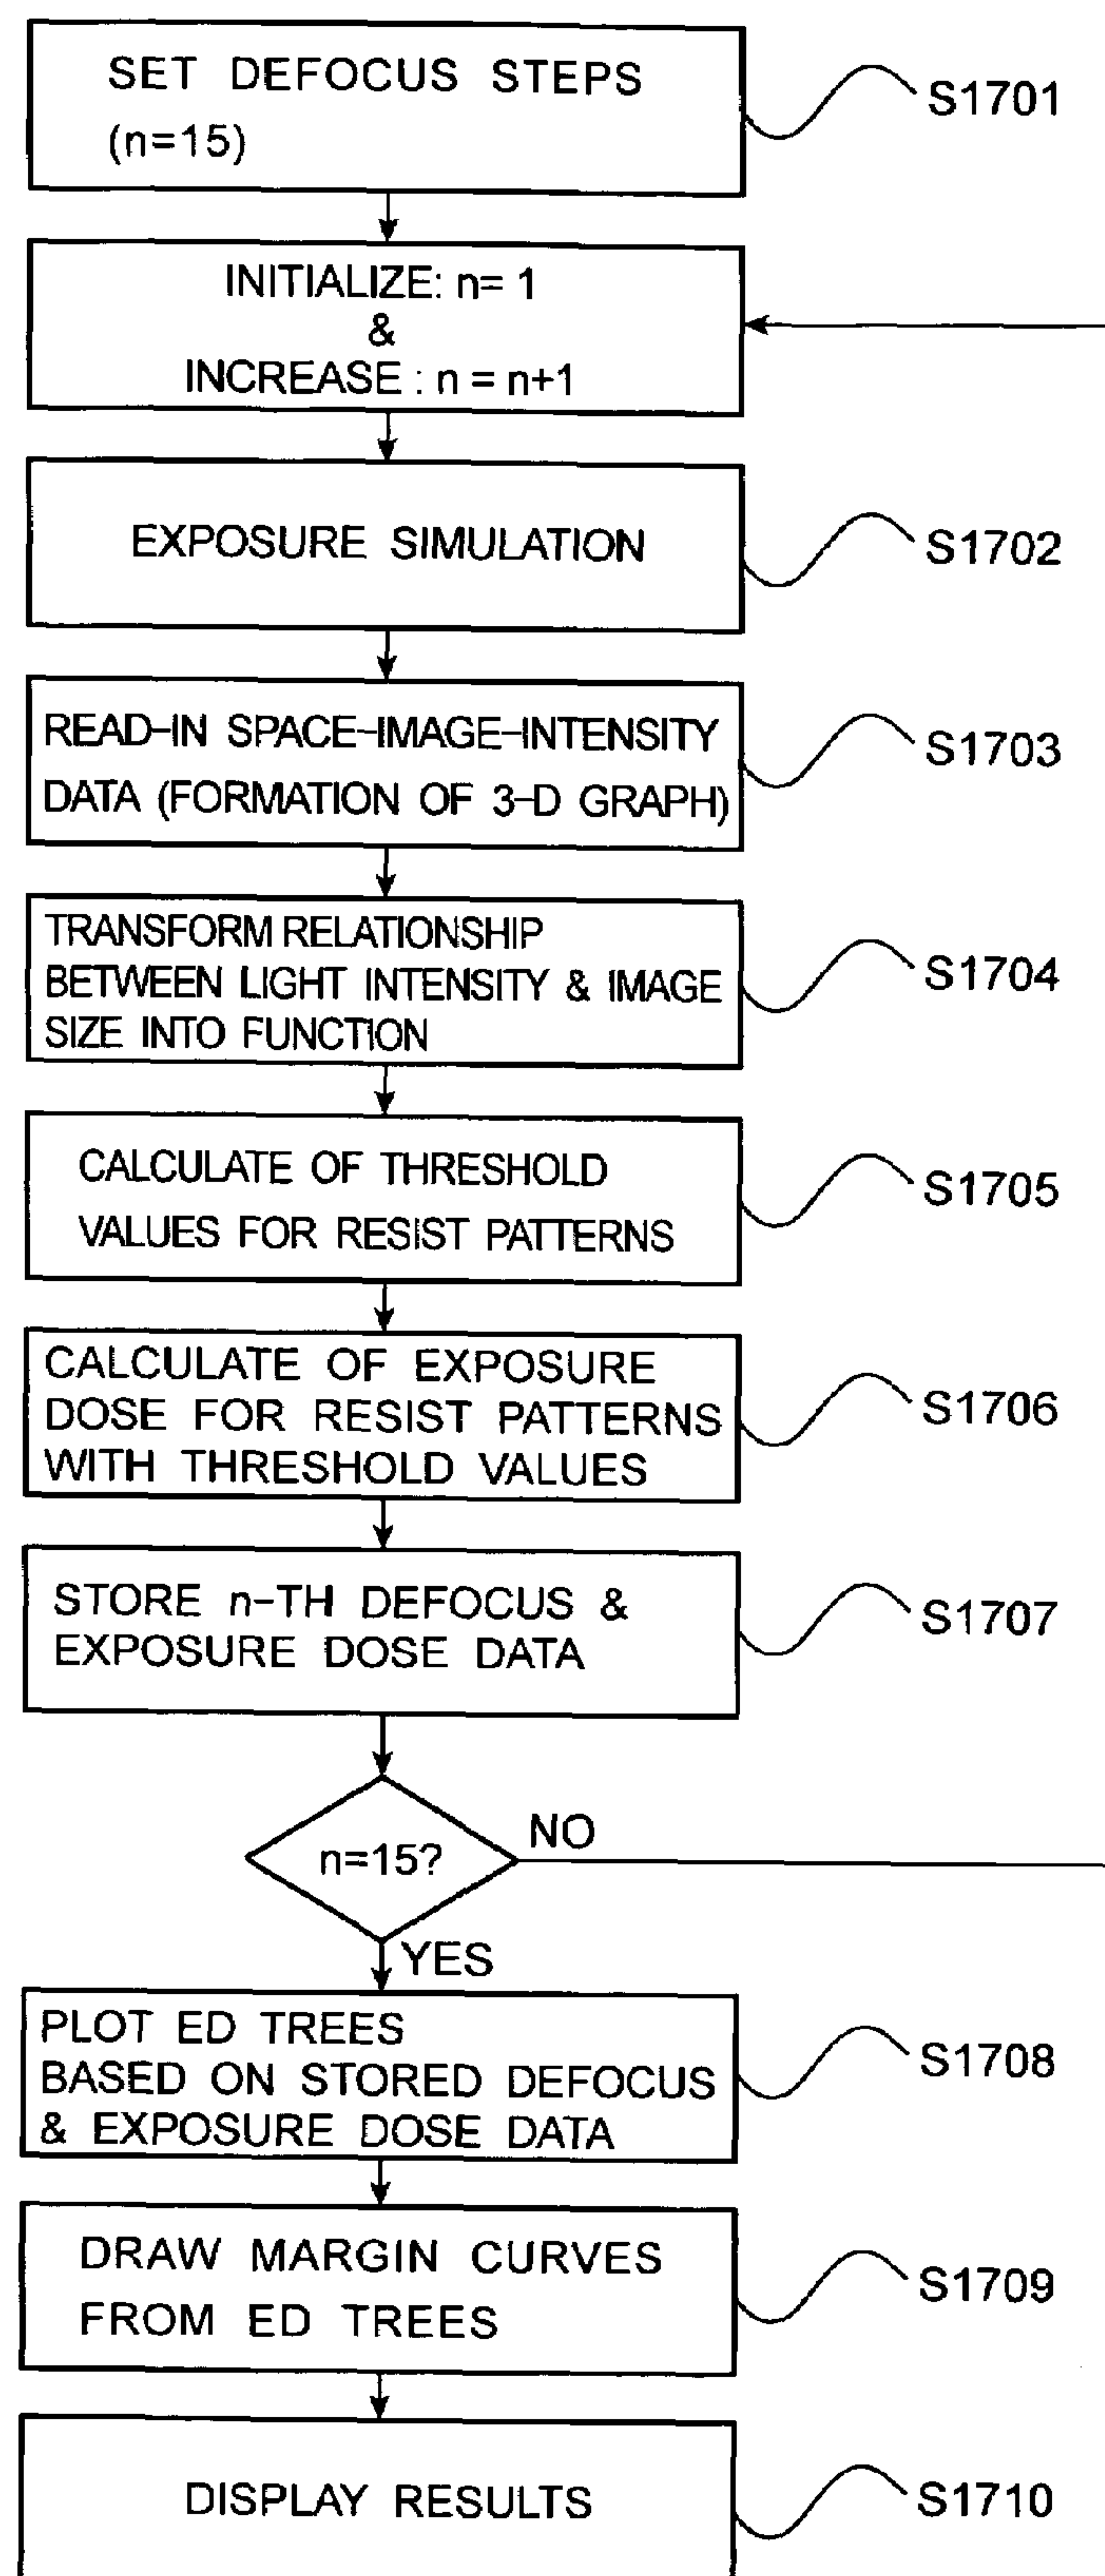 SET DEFOCUS STEPS
(n=15)
S1701
INITIALIZE: n= 1
&
INCREASE : n = n+1
EXPOSURE SIMULATION
S1702
READ-IN SPACE-IMAGE-INTENSITY
DATA (FORMATION OF 3-D GRAPH)
S1703
TRANSFORM RELATIONSHIP
BETWEEN LIGHT INTENSITY & IMAGE
SIZE INTO FUNCTION
S1704
CALCULATE OF THRESHOLD
VALUES FOR RESIST PATTERNS
S1705
CALCULATE OF EXPOSURE
DOSE FOR RESIST PATTERNS
WITH THRESHOLD VALUES
S1706
STORE n-TH DEFOCUS &
EXPOSURE DOSE DATA
S1707
n=15?
NO
YES
PLOT ED TREES
BASED ON STORED DEFOCUS
& EXPOSURE DOSE DATA
S1708
DRAW MARGIN CURVES
FROM ED TREES
S1709
DISPLAY RESULTS
S1710